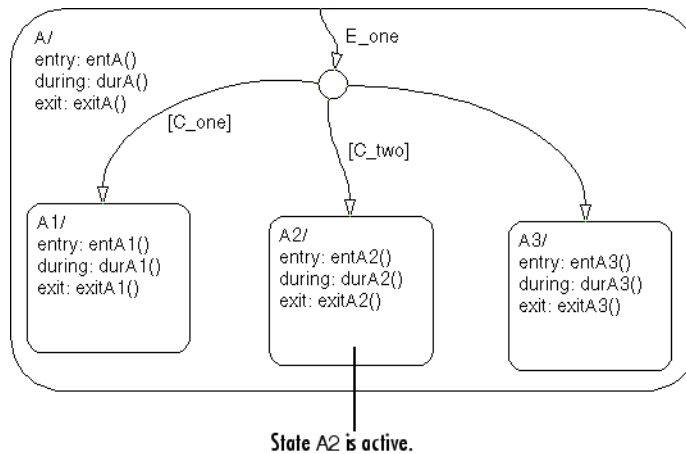 A/
entry: entA()
during: durA()
exit: exitA()
E_one
[C_one]
[C_two]
A1/
entry: entA1()
during: durA1()
exit: exitA1()
A2/
entry: entA2()
during: durA2()
exit: exitA2()
A3/
entry: entA3()
during: durA3()
exit: exitA3()
State A2 is active.